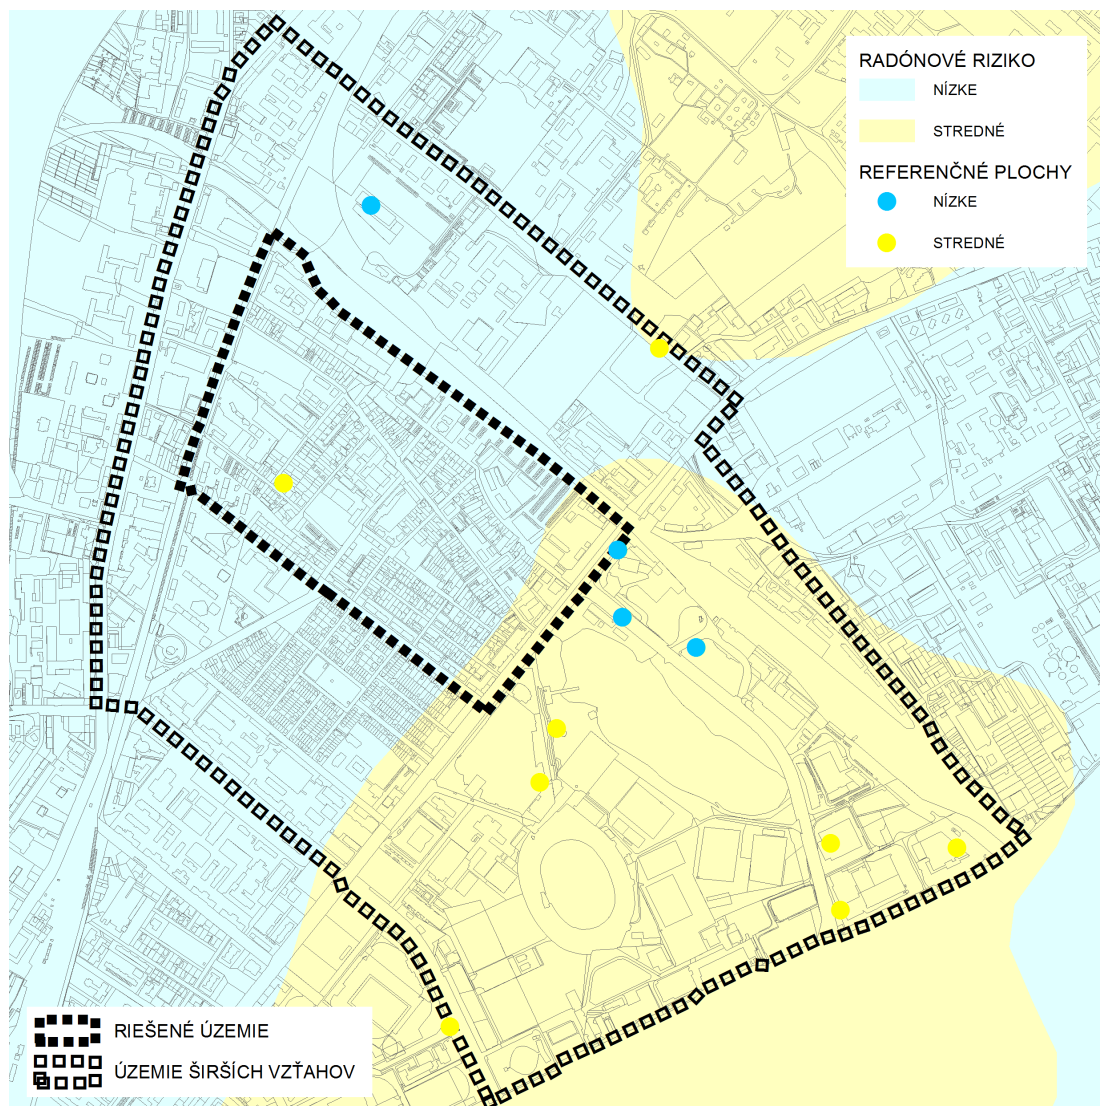 RADÓNOVÉ RIZIKO
NÍZKE
STREDNÉ
REFERENČNÉ PLOCHY
NÍZKE
STREDNÉ
RIEŠENÉ ÚZEMIE
ÚZEMIE ŠIRŠÍCH VZŤAHOV